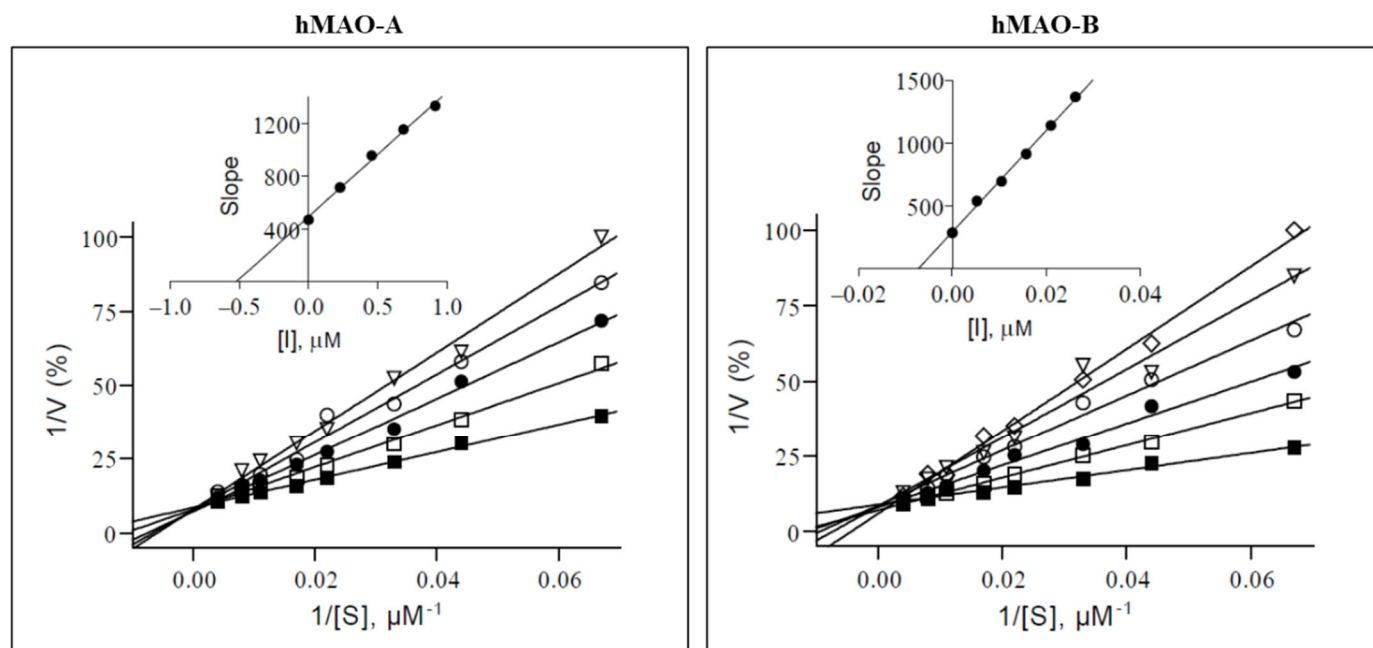 hMAO-A
1200
800
400
Slope
−1.0 −0.5 0.0 0.5 1.0
[I], μM
100
75
50
25
0
1/V (%)
0.00 0.02 0.04 0.06
1/[S], μM⁻¹
hMAO-B
1500
1000
500
Slope
−0.02 0.00 0.02 0.04
[I], μM
100
75
50
25
0
1/V (%)
0.00 0.02 0.04 0.06
1/[S], μM⁻¹